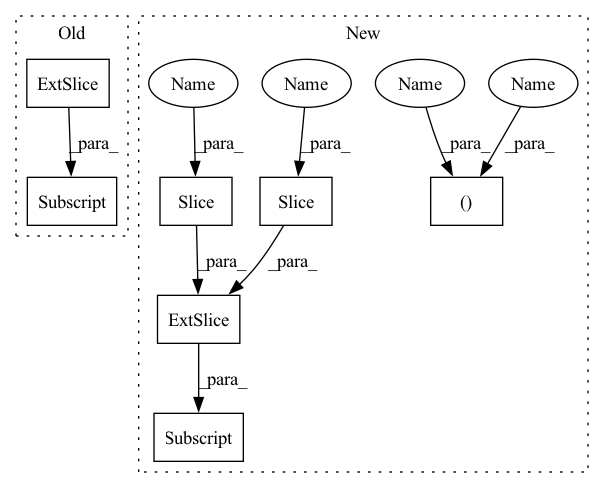 Old
New
ExtSlice
Name
Name
Name
Name
_para_
_para_
_para_
_para_
_para_
Subscript
Slice
Slice
()
_para_
_para_
ExtSlice
_para_
Subscript